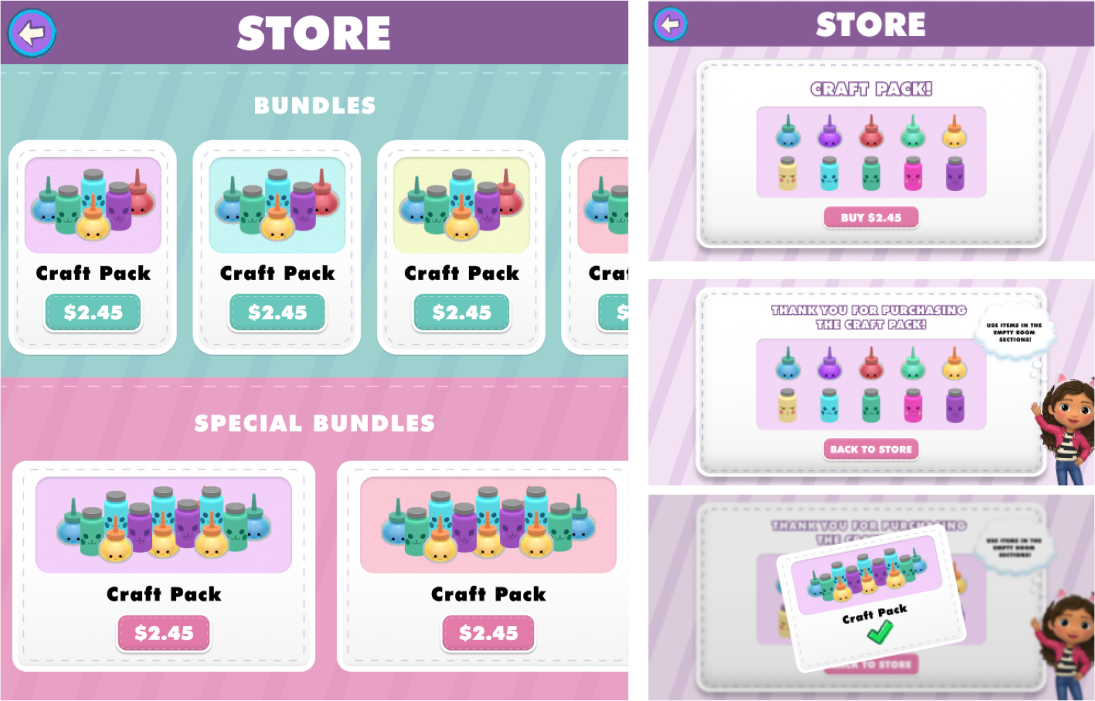 STORE
BUNDLES
Craft Pack
$2.45
Craft Pack
$2.45
Craft Pack
$2.45
Craf
$
SPECIAL BUNDLES
Craft Pack
$2.45
Craft Pack
$2.45
STORE
CRAFT PACK!
BUY $2.45
THANK YOU FOR PURCHASING
THE CRAFT PACK!
USE ITEMS IN THE
EMPTY ROOM
SECTIONS!
BACK TO STORE
THANK YOU FOR PURCHASING
THE CRA
USE ITEMS IN THE
EMPTY ROOM
SECTIONS!
Craft Pack
BACK TO STORE